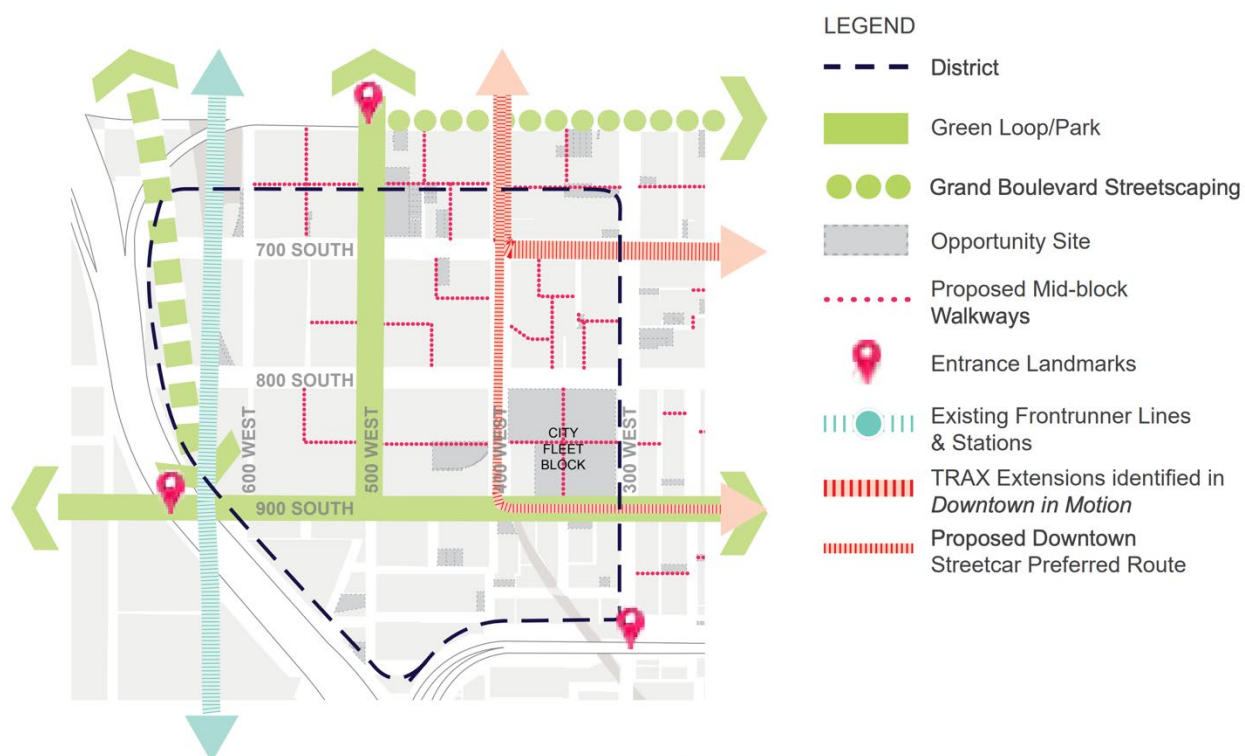 700 SOUTH
800 SOUTH
900 SOUTH
600 WEST
500 WEST
400 WEST
300 WEST
CITY
FLEET
BLOCK
LEGEND
District
Green Loop/Park
Grand Boulevard Streetscaping
Opportunity Site
Proposed Mid-block
Walkways
Entrance Landmarks
Existing Frontrunner Lines
& Stations
TRAX Extensions identified in
Downtown in Motion
Proposed Downtown
Streetcar Preferred Route